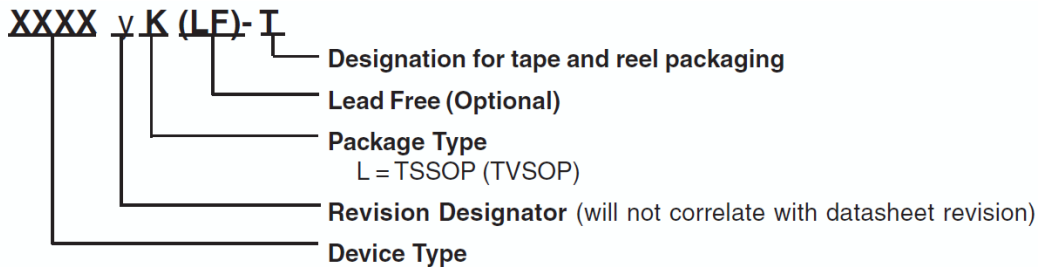 XXXX y K (LF)- T
Designation for tape and reel packaging
Lead Free (Optional)
Package Type
L = TSSOP (TVSOP)
Revision Designator (will not correlate with datasheet revision)
Device Type